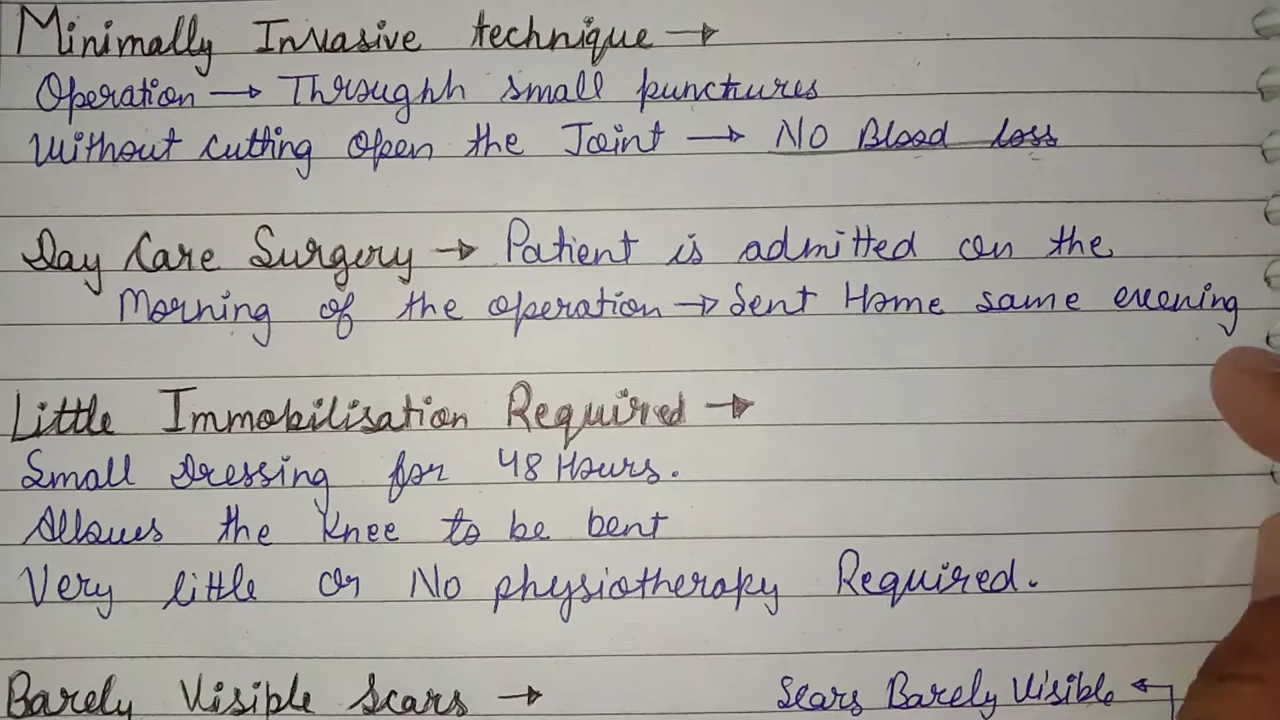 Minimally Invasive technique →
Operation → Throughh small punctures
Without cutting open the Joint → No Blood loss
Day Care Surgery → Patient is admitted on the
Morning of the operation → Sent Home same evening
Little Immobilisation Required →
Small Dressing for 48 Hours.
Allows the Knee to be bent
Very little or No physiotherapy Required.
Barely Visible Scars → Scars Barely Visible ←